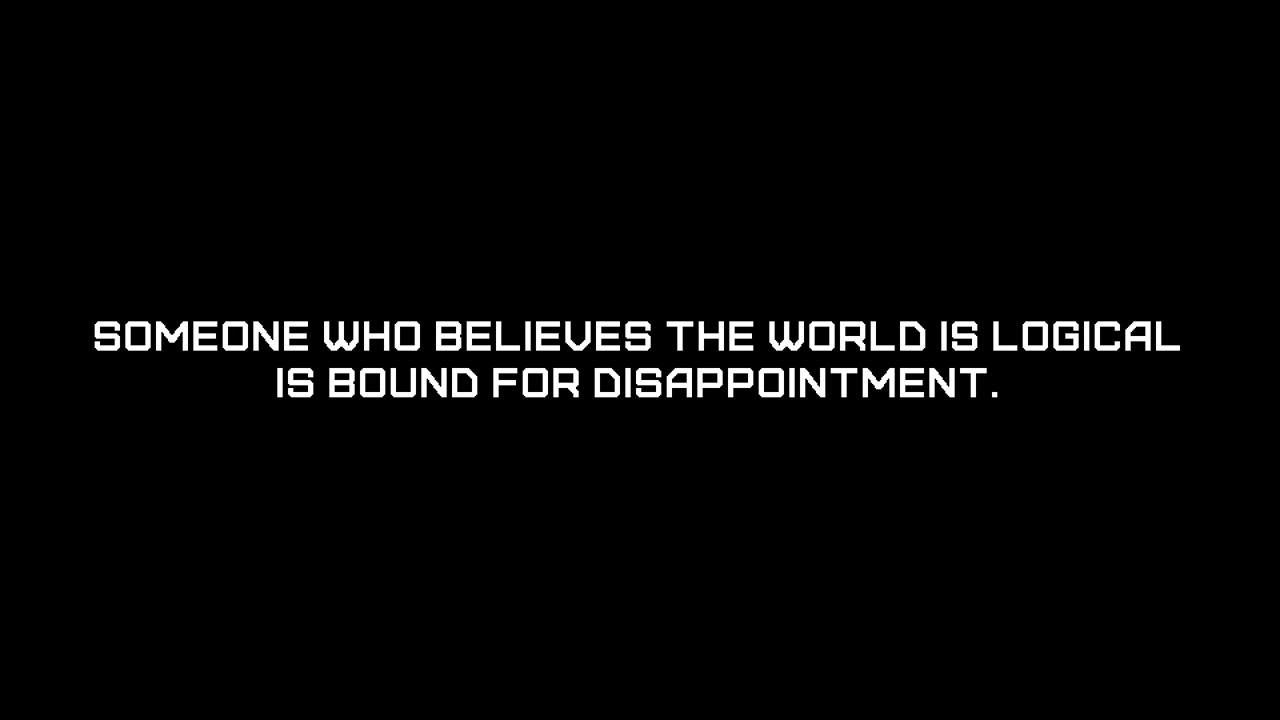 SOMEONE WHO BELIEVES THE WORLD IS LOGICAL
IS BOUND FOR DISAPPOINTMENT.